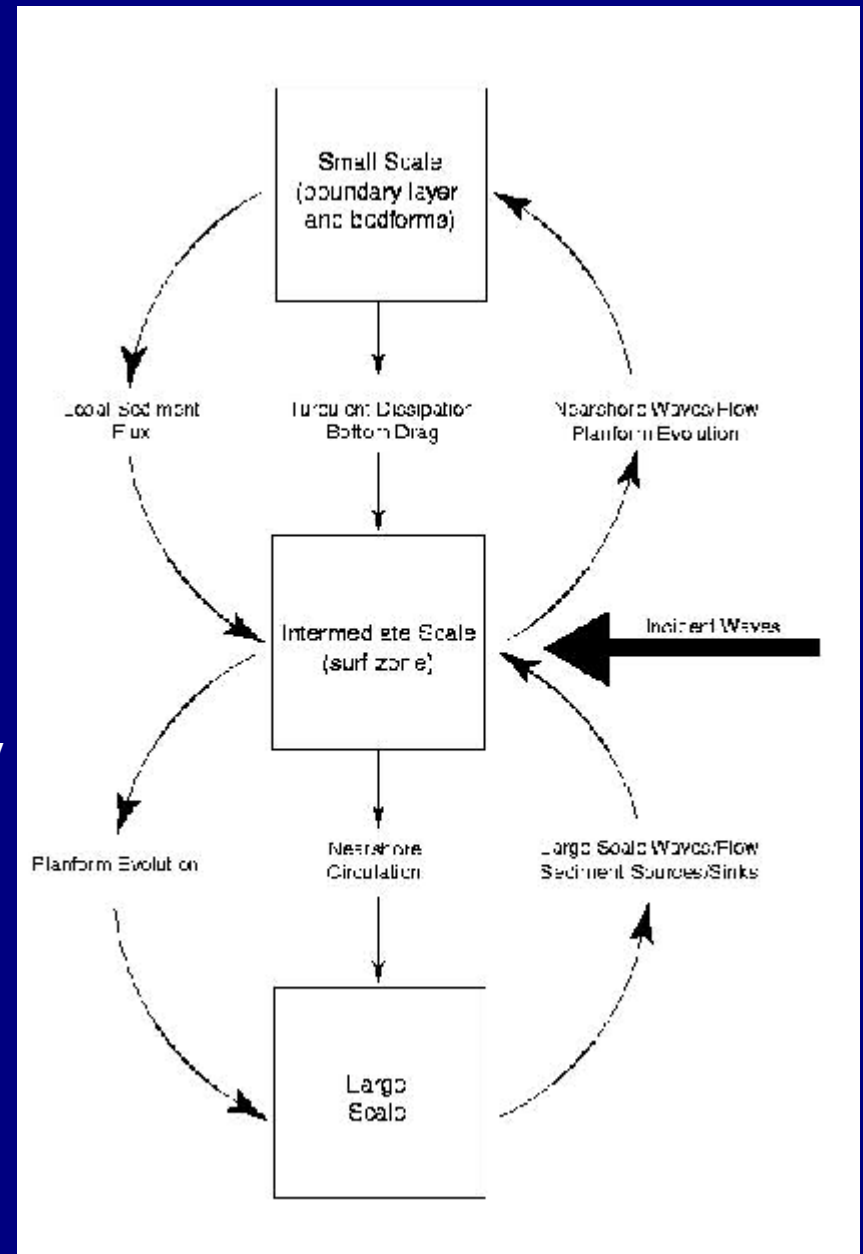 Small Scale
(boundary layer
and bedforms)
Local Sediment
Flux
Turbulent Dissipation
Bottom Drag
Nearshore Waves/Flow
Planform Evolution
Intermediate Scale
(surf zone)
Incident Waves
Planform Evolution
Nearshore
Circulation
Large Scale Waves/Flow
Sediment Sources/Sinks
Large
Scale